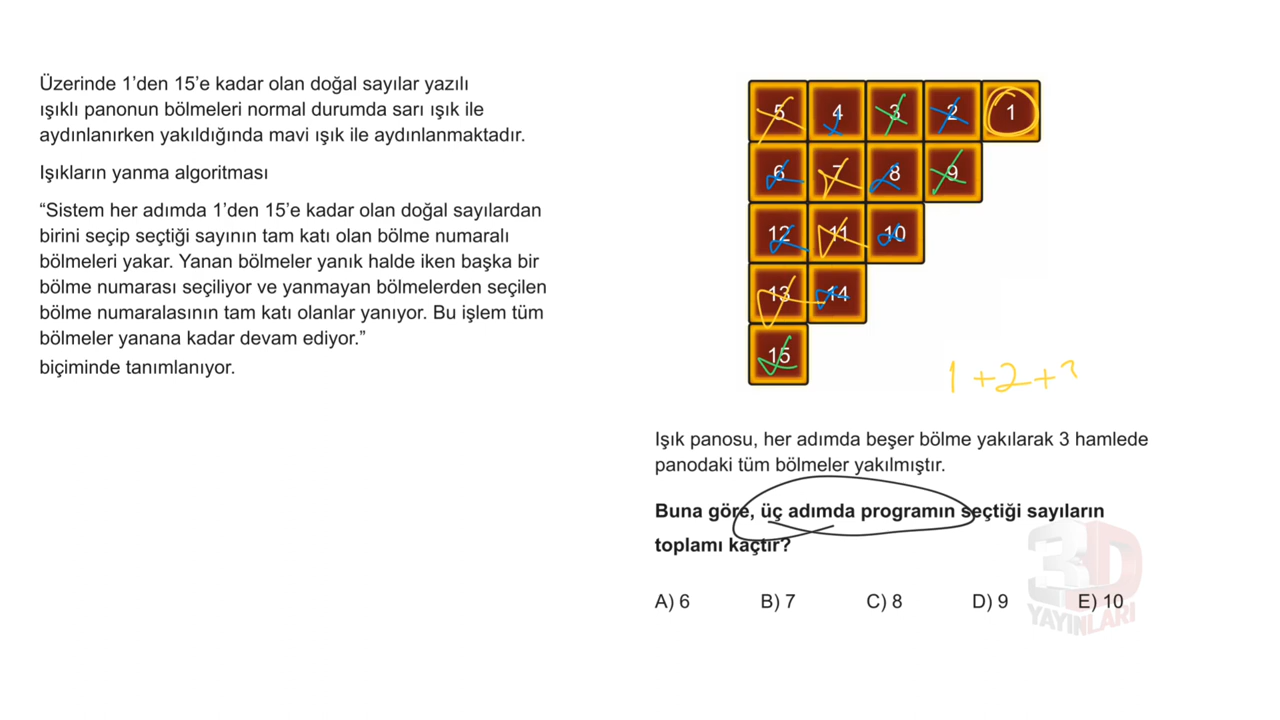 Üzerinde 1’den 15’e kadar olan doğal sayılar yazılı
ışıklı panonun bölmeleri normal durumda sarı ışık ile
aydınlanırken yakıldığında mavi ışık ile aydınlanmaktadır.
Işıkların yanma algoritması
“Sistem her adımda 1’den 15’e kadar olan doğal sayılardan
birini seçip seçtiği sayının tam katı olan bölme numaralı
bölmeleri yakar. Yanan bölmeler yanık halde iken başka bir
bölme numarası seçiliyor ve yanmayan bölmelerden seçilen
bölme numaralasının tam katı olanlar yanıyor. Bu işlem tüm
bölmeler yanana kadar devam ediyor.”
biçiminde tanımlanıyor.
5 4 3 2 1
6 7 8 9
12 11 10
13 14
15
1+2+3
Işık panosu, her adımda beşer bölme yakılarak 3 hamlede
panodaki tüm bölmeler yakılmıştır.
Buna göre, üç adımda programın seçtiği sayıların
toplamı kaçtır?
A) 6 B) 7 C) 8 D) 9 E) 10
3D
YAYINLARI